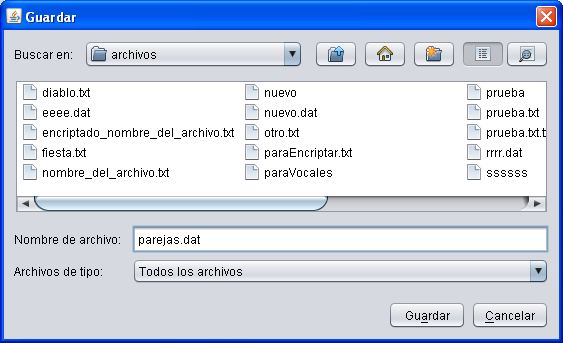 Guardar
Buscar en: archivos
diablo.txt
eeee.dat
encriptado_nombre_del_archivo.txt
fiesta.txt
nombre_del_archivo.txt
nuevo
nuevo.dat
otro.txt
paraEncriptar.txt
paraVocales
prueba
prueba.txt
prueba.txt.t
rrrr.dat
ssssss
Nombre de archivo: parejas.dat
Archivos de tipo: Todos los archivos
Guardar Cancelar